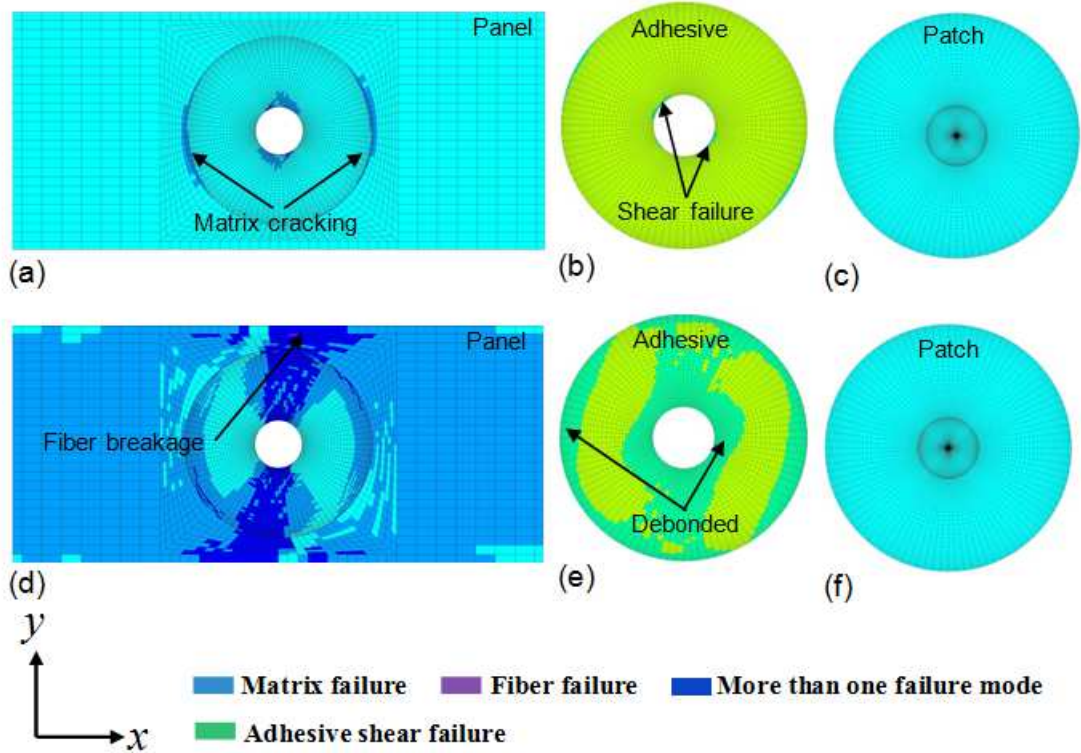 Panel
Adhesive
Patch
Matrix cracking
Shear failure
(a)
(b)
(c)
Panel
Adhesive
Patch
Fiber breakage
Debonded
(d)
(e)
(f)
y
x
Matrix failure
Fiber failure
More than one failure mode
Adhesive shear failure